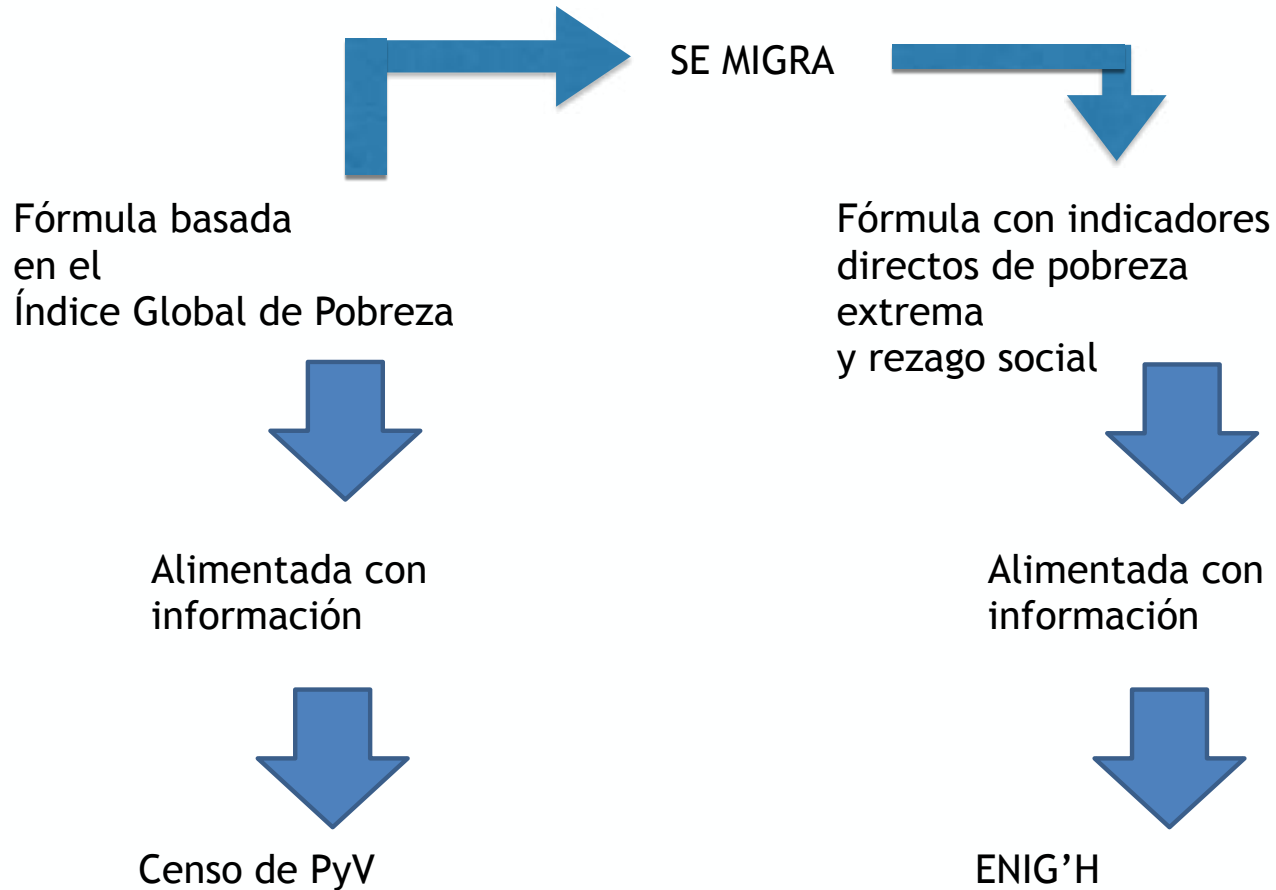 SE MIGRA
Fórmula basada
en el
Índice Global de Pobreza
Fórmula con indicadores
directos de pobreza
extrema
y rezago social
Alimentada con
información
Alimentada con
información
Censo de PyV
ENIG’H